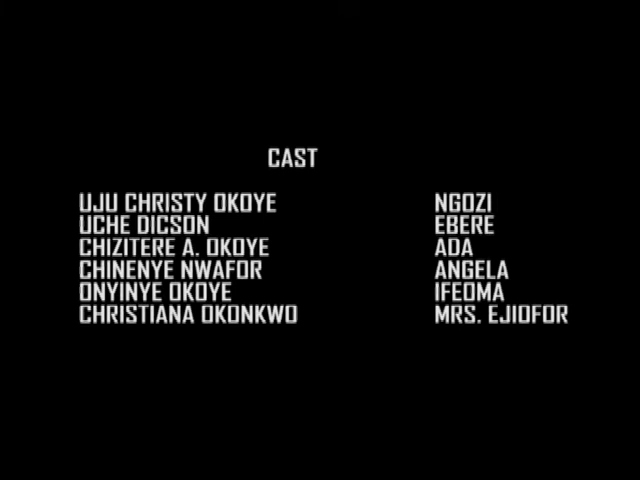 CAST
UJU CHRISTY OKOYE NGOZI
UCHE DICSON EBERE
CHIZITERE A. OKOYE ADA
CHINENYE NWAFOR ANGELA
ONYINYE OKOYE IFEOMA
CHRISTIANA OKONKWO MRS. EJIOFOR